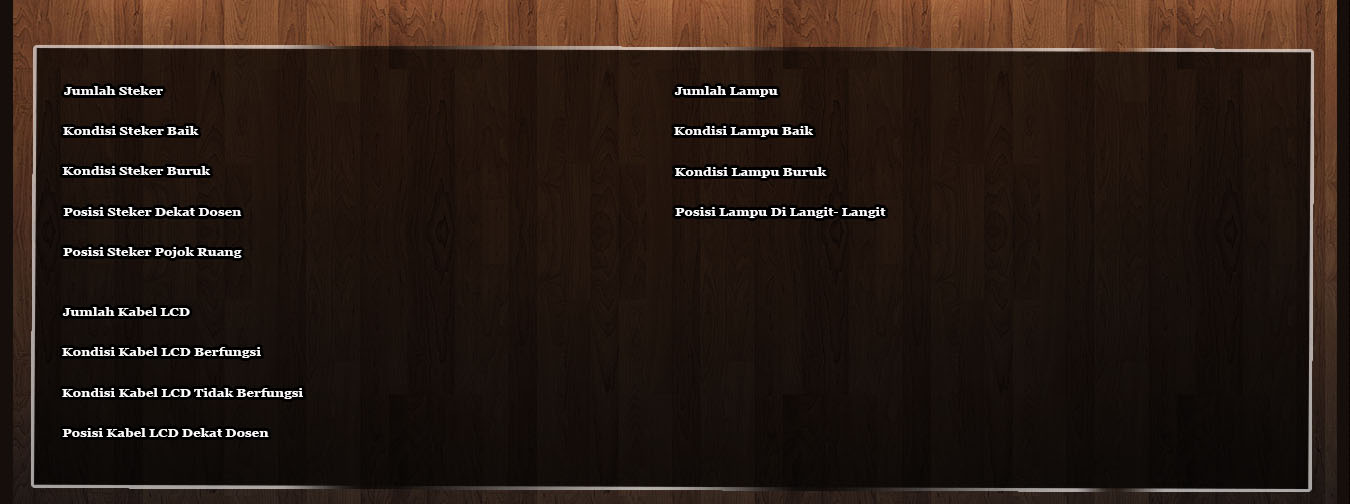 Jumlah Steker
Kondisi Steker Baik
Kondisi Steker Buruk
Posisi Steker Dekat Dosen
Posisi Steker Pojok Ruang
Jumlah Kabel LCD
Kondisi Kabel LCD Berfungsi
Kondisi Kabel LCD Tidak Berfungsi
Posisi Kabel LCD Dekat Dosen
Jumlah Lampu
Kondisi Lampu Baik
Kondisi Lampu Buruk
Posisi Lampu Di Langit- Langit